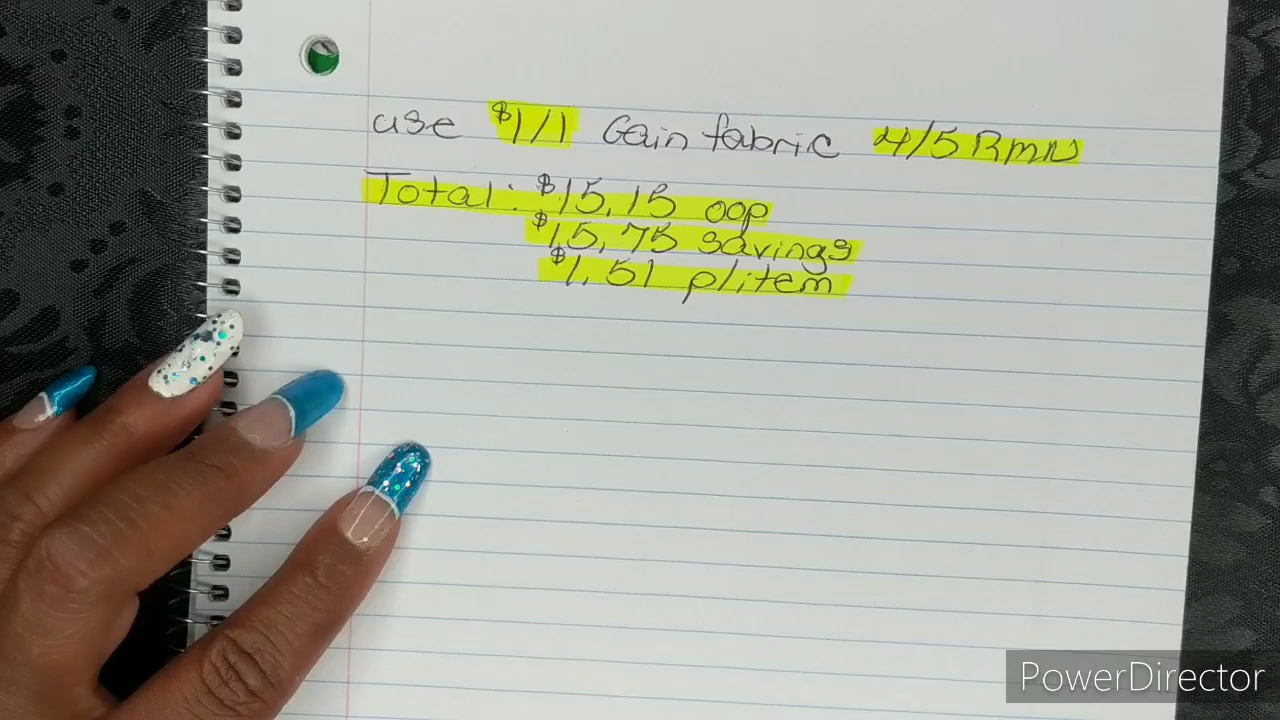 use $1/1 Gain fabric 4/5 RMN
Total: $15.15 oop
$15.75 savings
$1.51 p/item
PowerDirector